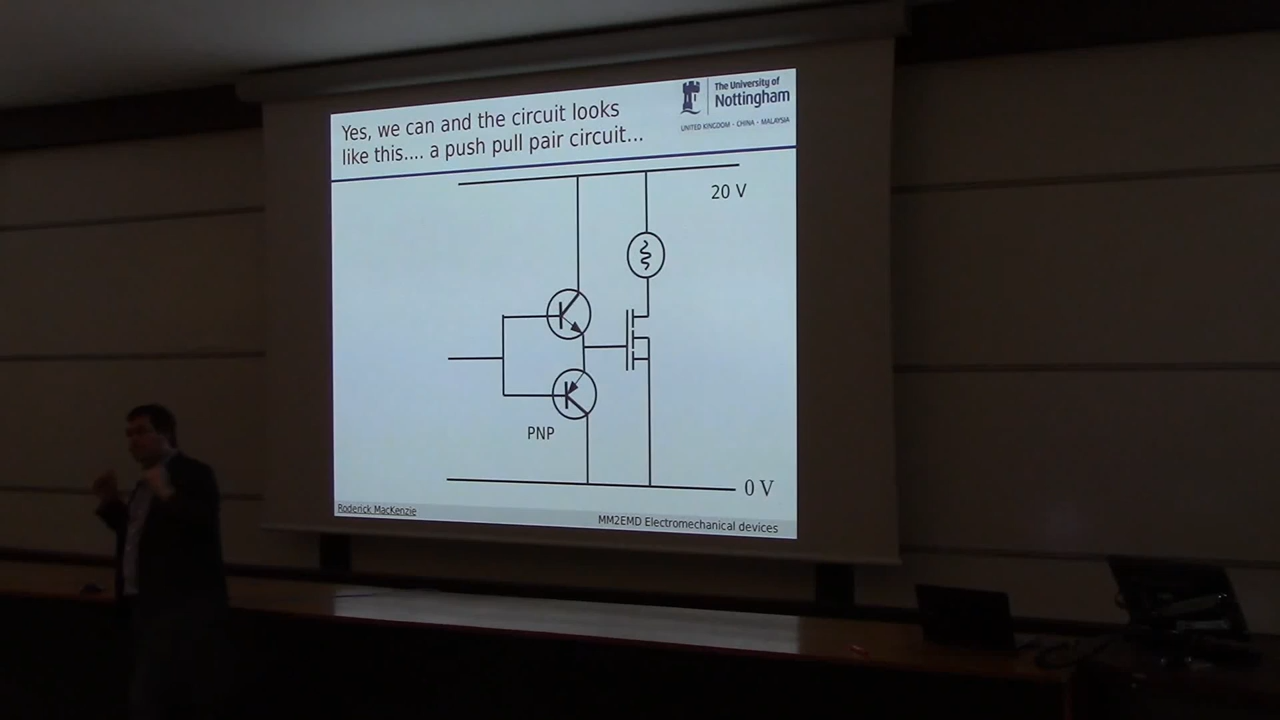 Yes, we can and the circuit looks
like this.... a push pull pair circuit...
The University of
Nottingham
UNITED KINGDOM · CHINA · MALAYSIA
20 V
PNP
0 V
Roderick MacKenzie
MM2EMD Electromechanical devices